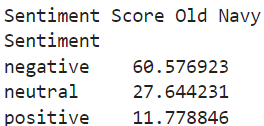 Sentiment Score Old Navy
Sentiment
negative    60.576923
neutral     27.644231
positive    11.778846